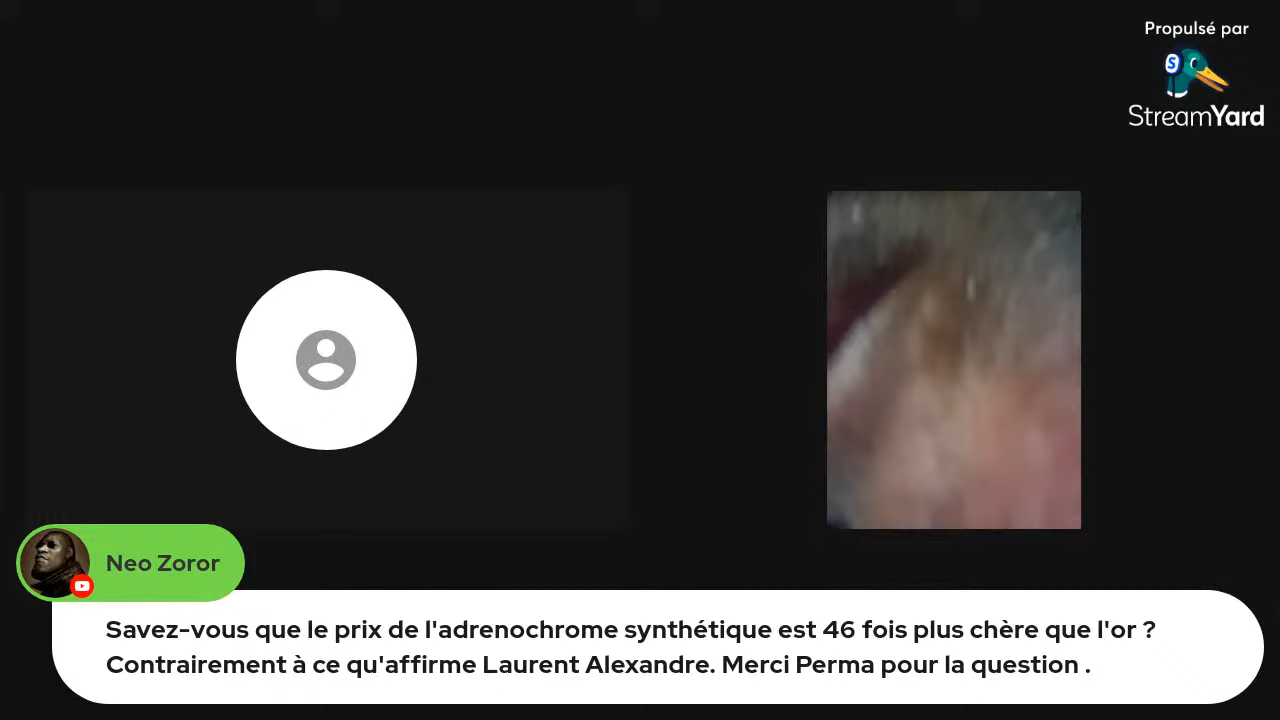 Propulsé par
S
StreamYard
Neo Zoror
Savez-vous que le prix de l'adrenochrome synthétique est 46 fois plus chère que l'or ?
Contrairement à ce qu'affirme Laurent Alexandre. Merci Perma pour la question .